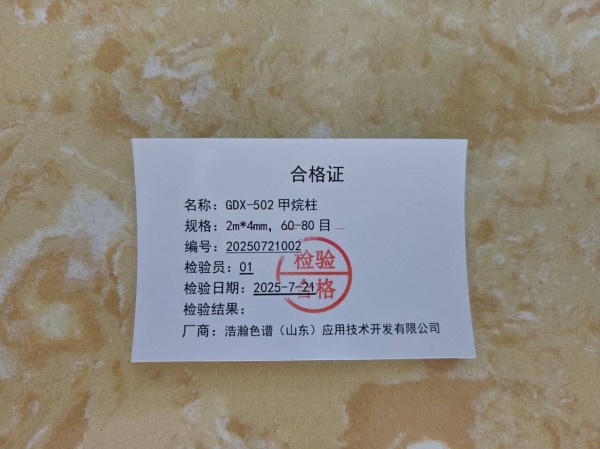 合格证
名称：GDX-502 甲烷柱
规格：2m*4mm，60-80 目
编号：20250721002
检验员：01
检验日期：2025-7-21
检验结果：
检验
合格
厂商：浩瀚色谱（山东）应用技术开发有限公司